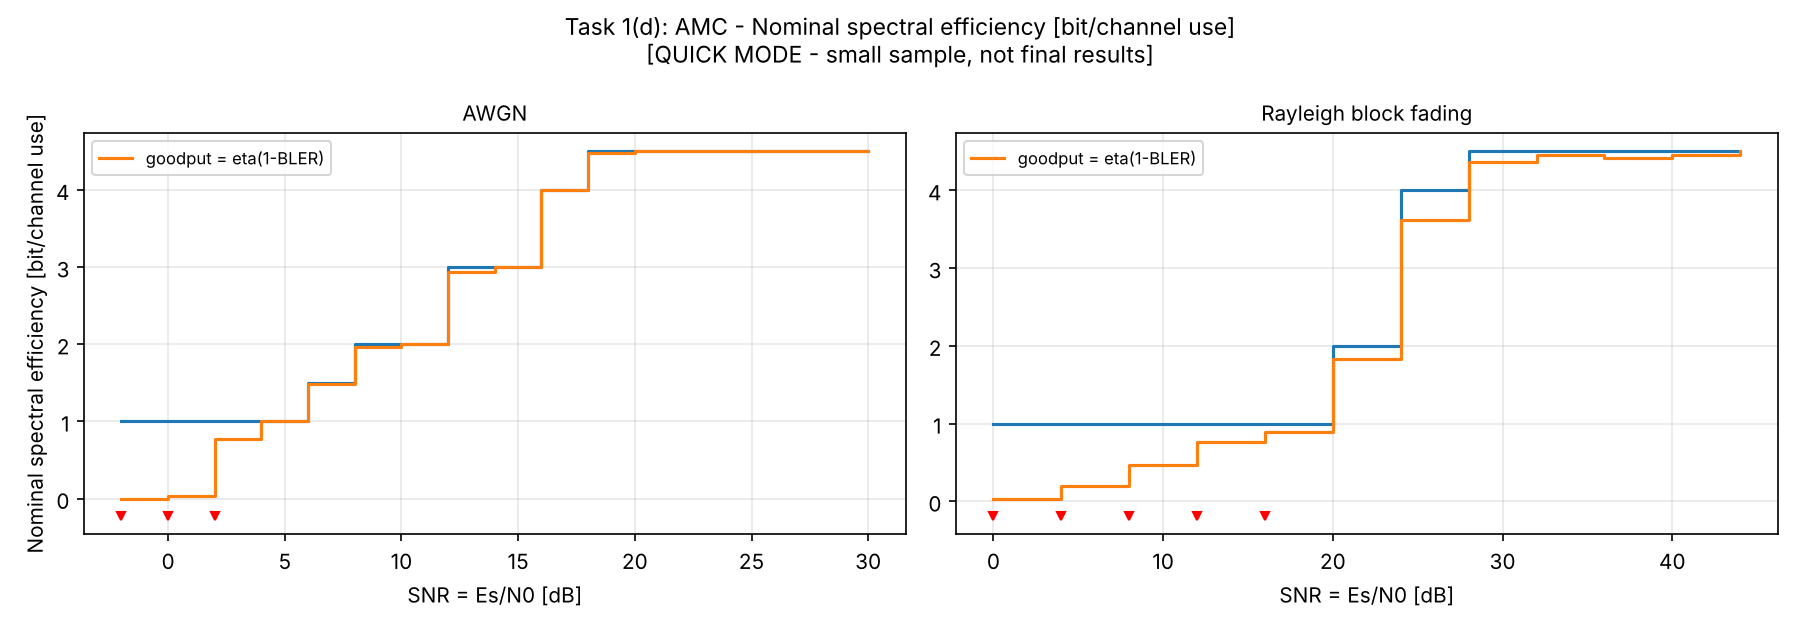 Task 1(d): AMC - Nominal spectral efficiency [bit/channel use]
[QUICK MODE - small sample, not final results]
AWGN
goodput = eta(1-BLER)
Nominal spectral efficiency [bit/channel use]
4
3
2
1
0
0 5 10 15 20 25 30
SNR = Es/N0 [dB]
Rayleigh block fading
goodput = eta(1-BLER)
4
3
2
1
0
0 10 20 30 40
SNR = Es/N0 [dB]